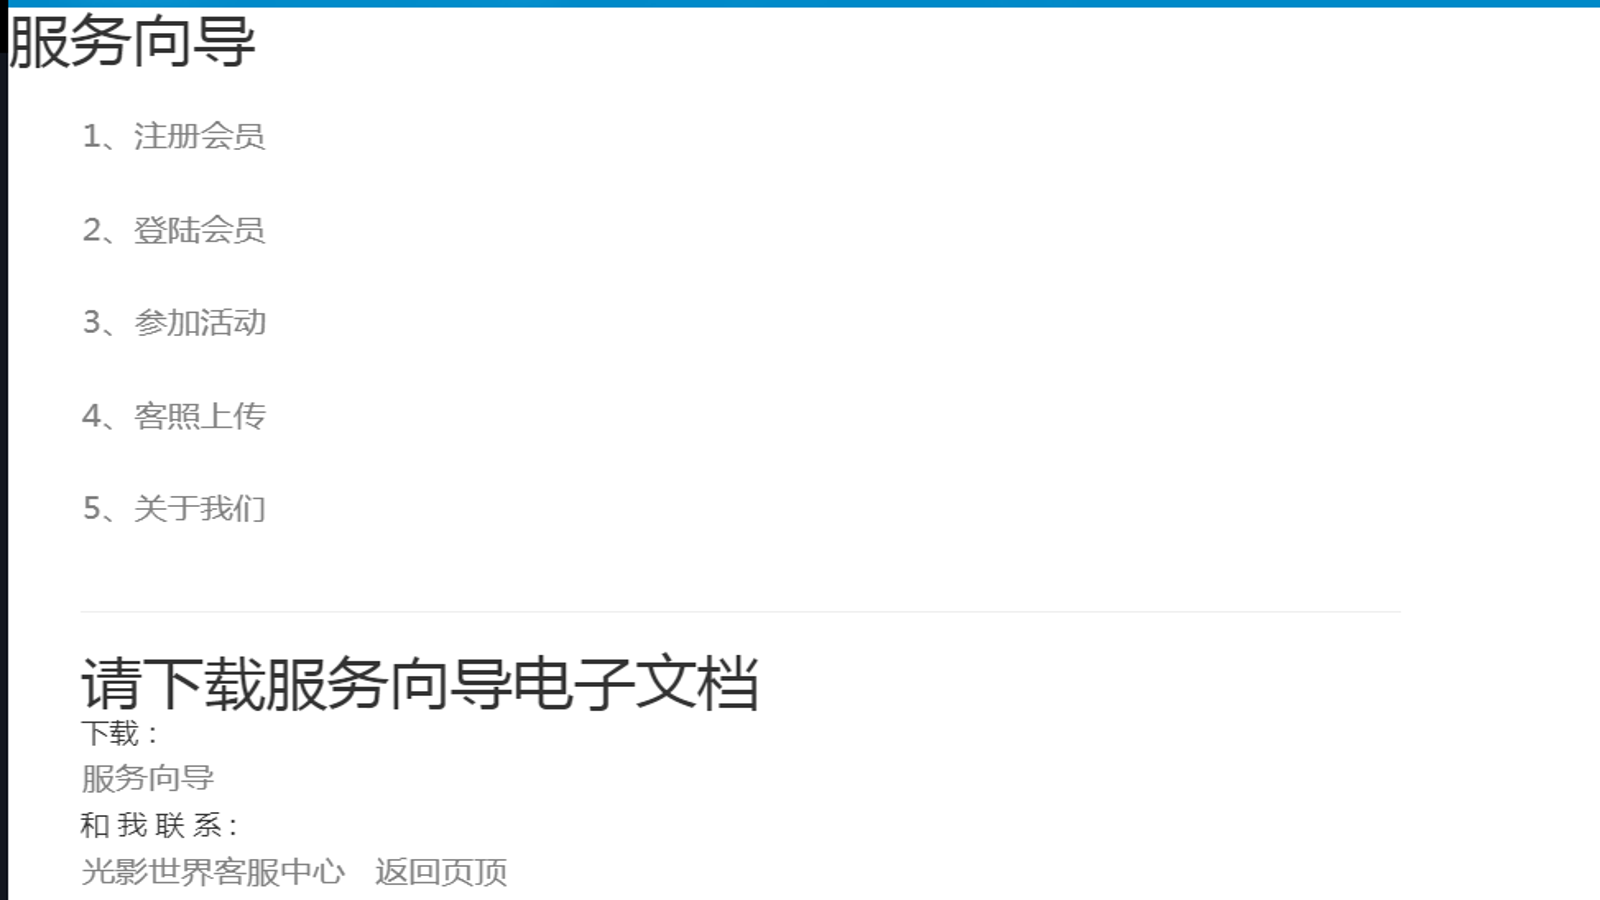 服务向导
1、注册会员
2、登陆会员
3、参加活动
4、客照上传
5、关于我们
请下载服务向导电子文档
下载：
服务向导
和 我 联 系：
光影世界客服中心 返回页顶